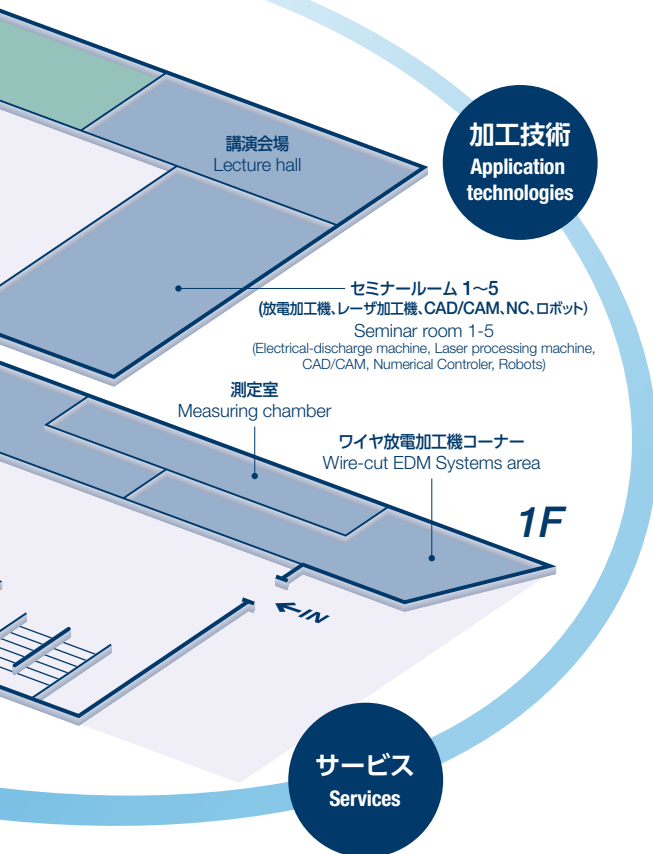 加工技術
Application
technologies
講演会場
Lecture hall
セミナールーム 1〜5
(放電加工機、レーザ加工機、CAD/CAM、NC、ロボット)
Seminar room 1-5
(Electrical-discharge machine, Laser processing machine,
CAD/CAM, Numerical Controler, Robots)
測定室
Measuring chamber
ワイヤ放電加工機コーナー
Wire-cut EDM Systems area
1F
←IN
サービス
Services